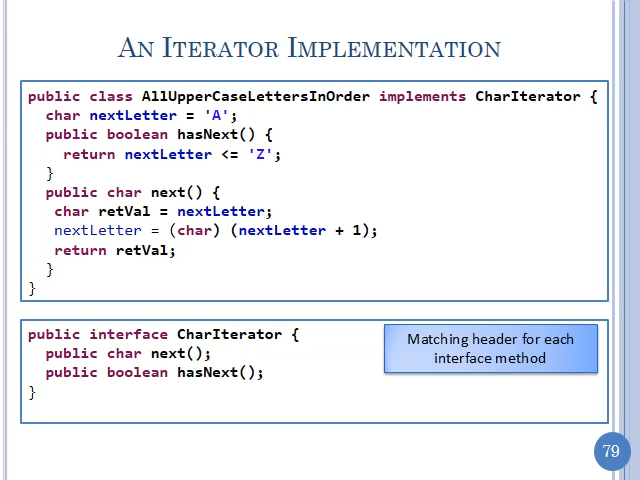 AN ITERATOR IMPLEMENTATION
public class AllUpperCaseLettersInOrder implements CharIterator {
char nextLetter = 'A';
public boolean hasNext() {
return nextLetter <= 'Z';
}
public char next() {
char retVal = nextLetter;
nextLetter = (char) (nextLetter + 1);
return retVal;
}
}
public interface CharIterator {
public char next();
public boolean hasNext();
}
Matching header for each
interface method
79